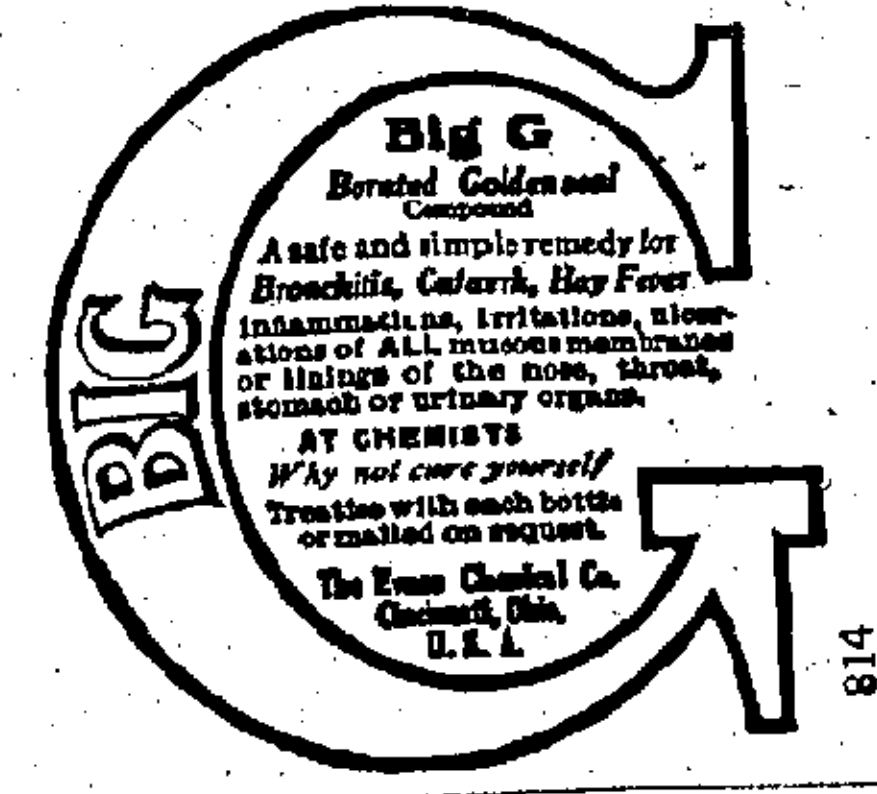 BIG
Big G
Borated Goldenseal
Compound
A safe and simple remedy for
Bronchitis, Catarrh, Hay Fever
inflammations, irritations, ulcer-
ations of ALL mucous membranes
or linings of the nose, throat,
stomach or urinary organs.
AT CHEMISTS
Why not cure yourself
Treatise with each bottle
or mailed on request.
The Evans Chemical Co.
Cincinnati, Ohio,
U. S. A.
814